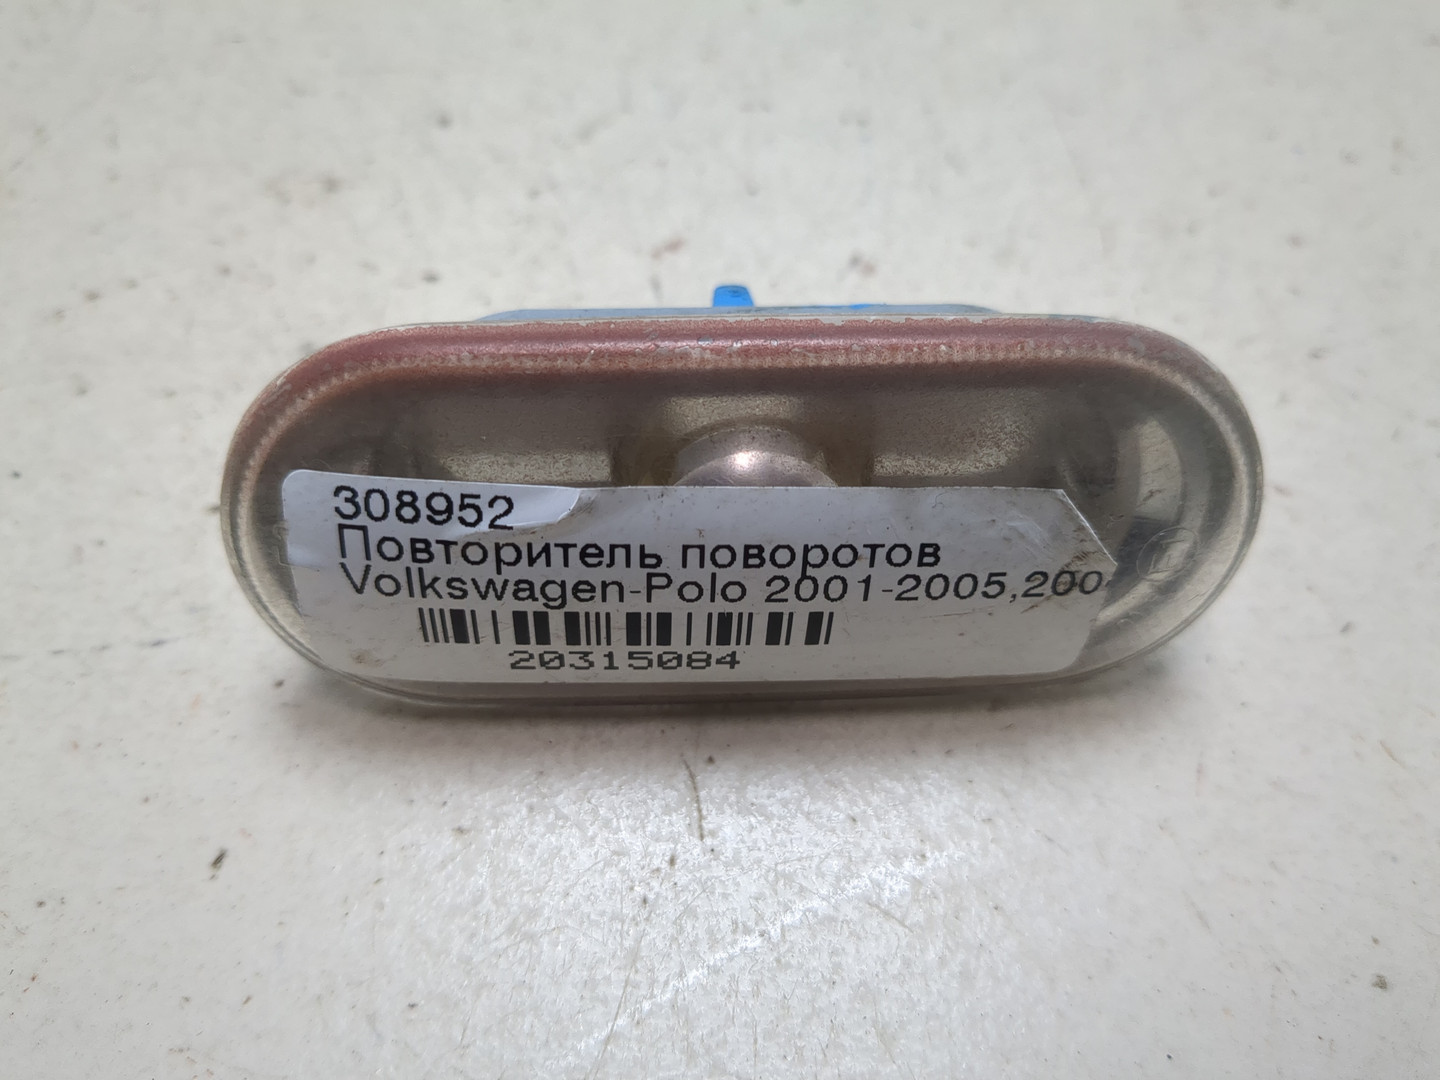 308952
Повторитель поворотов
Volkswagen-Polo 2001-2005,200
20315084